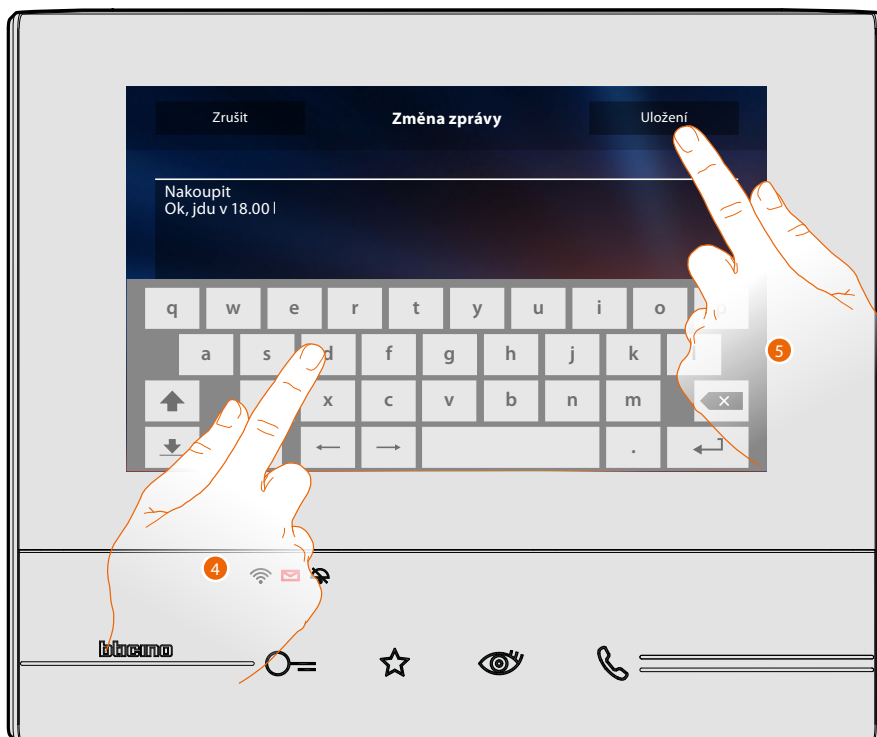 Zrušit
Změna zprávy
Uložení
Nakoupit
Ok, jdu v 18.00
q w e r t y u i o p
a s d f g h j k l
x c v b n m
.
5
4
bticino